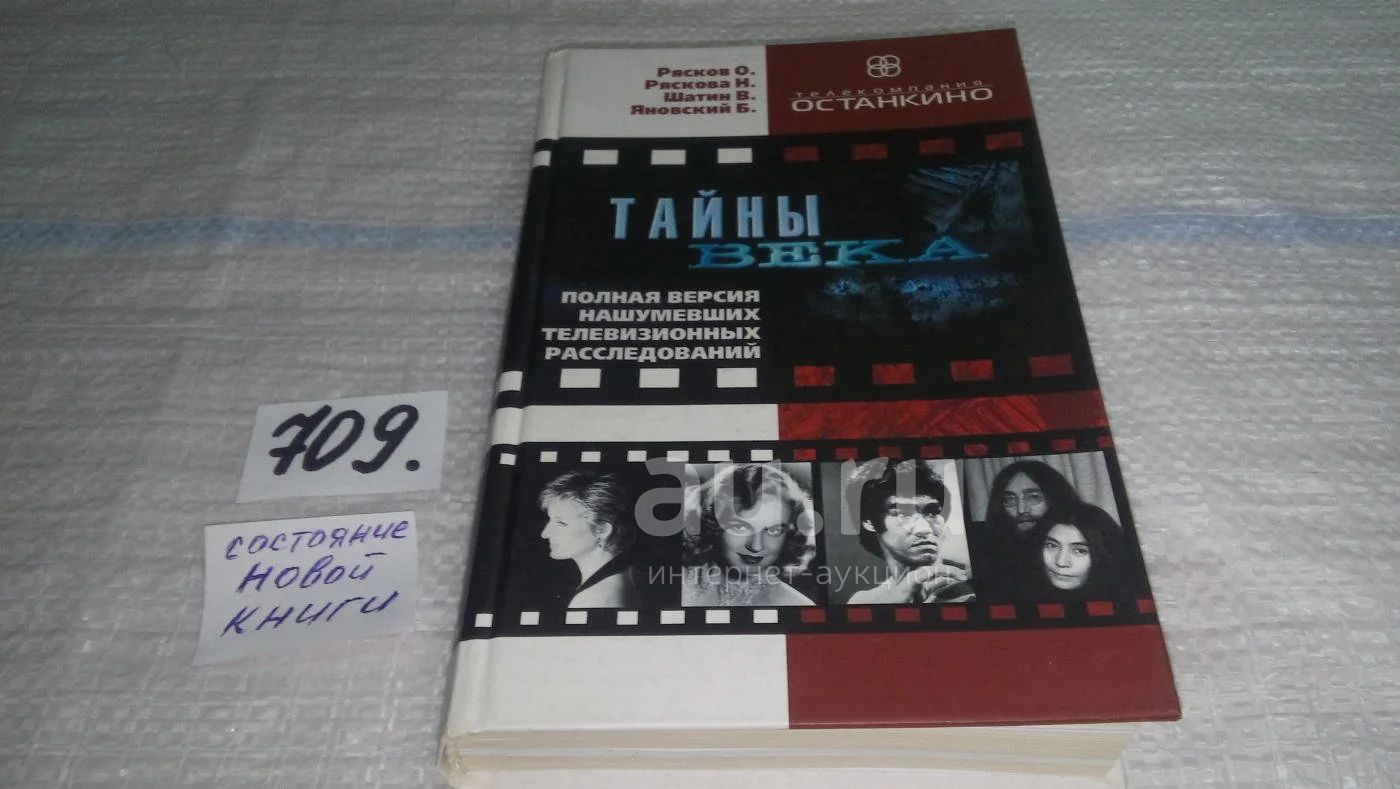 Рясков О.
Ряскова Н.
Шатин В.
Яновский Б.
телекомпания
ОСТАНКИНО
ТАЙНЫ
ВЕКА
ПОЛНАЯ ВЕРСИЯ
НАШУМЕВШИХ
ТЕЛЕВИЗИОННЫХ
РАССЛЕДОВАНИЙ
709.
состояние
новой
книги
au.ru
интернет-аукцион